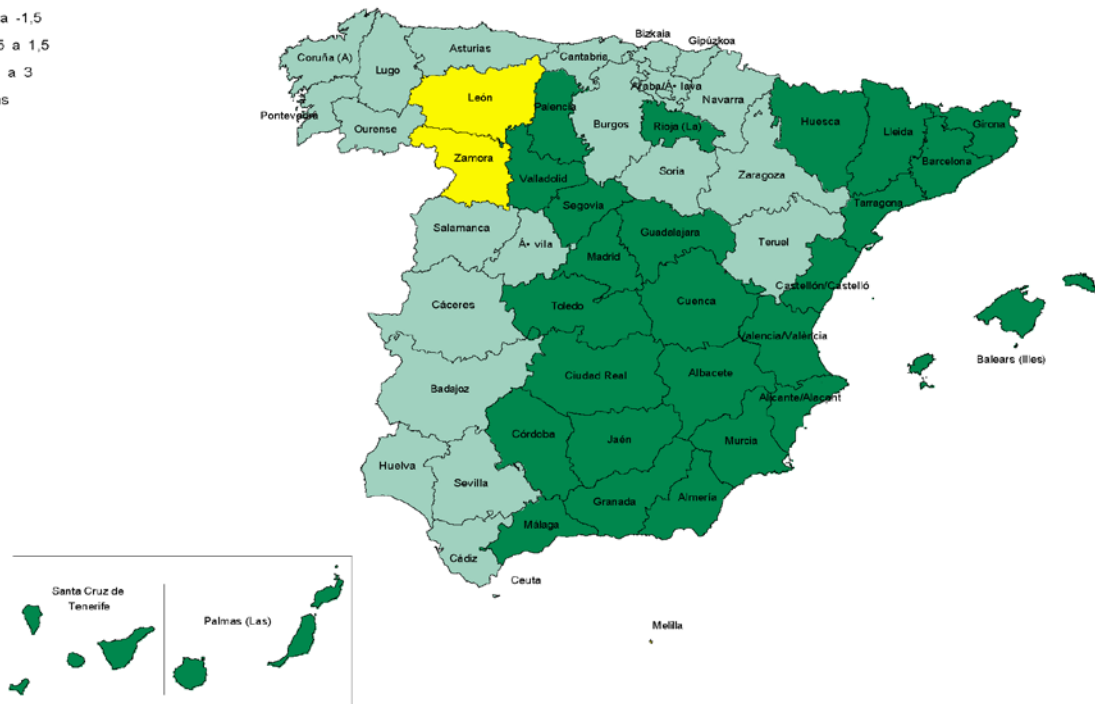 a -1,5
5 a 1,5
a 3
Bizkaia
Gipúzkoa
Asturias
Cantabria
Coruña (A)
Lugo
Araba/Á• lava
León
Navarra
Palencia
Pontevedra
Burgos
Rioja (La)
Huesca
Lleida
Girona
Ourense
Zamora
Barcelona
Soria
Valladolid
Zaragoza
Segovia
Tarragona
Salamanca
Guadalajara
Á• vila
Teruel
Madrid
Castellón/Castelló
Cáceres
Toledo
Cuenca
Valencia/València
Balears (Illes)
Ciudad Real
Albacete
Badajoz
Alicante/Alacant
Córdoba
Jaén
Murcia
Huelva
Sevilla
Granada
Almería
Málaga
Cádiz
Ceuta
Santa Cruz de
Tenerife
Palmas (Las)
Melilla